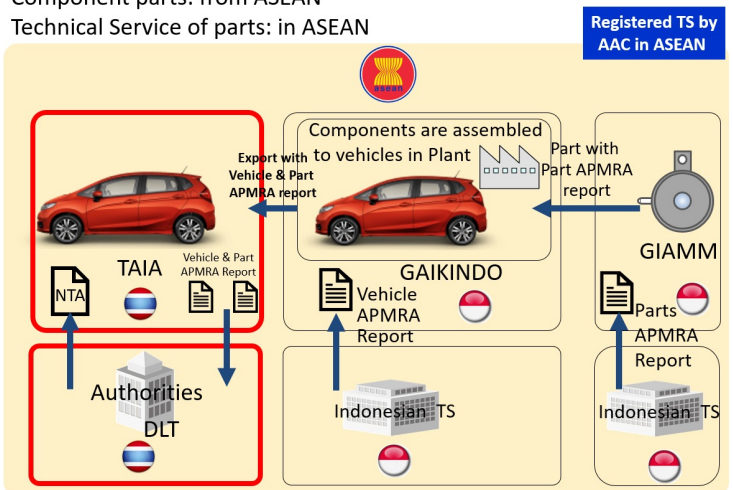 Component parts: from ASEAN
Technical Service of parts: in ASEAN
Registered TS by
AAC in ASEAN
asean
Components are assembled
to vehicles in Plant
Export with
Vehicle & Part
APMRA report
Part with
Part APMRA
report
TAIA
Vehicle & Part
APMRA Report
NTA
GAIKINDO
Vehicle
APMRA
Report
GIAMM
Parts
APMRA
Report
Authorities
DLT
Indonesian TS
Indonesian TS